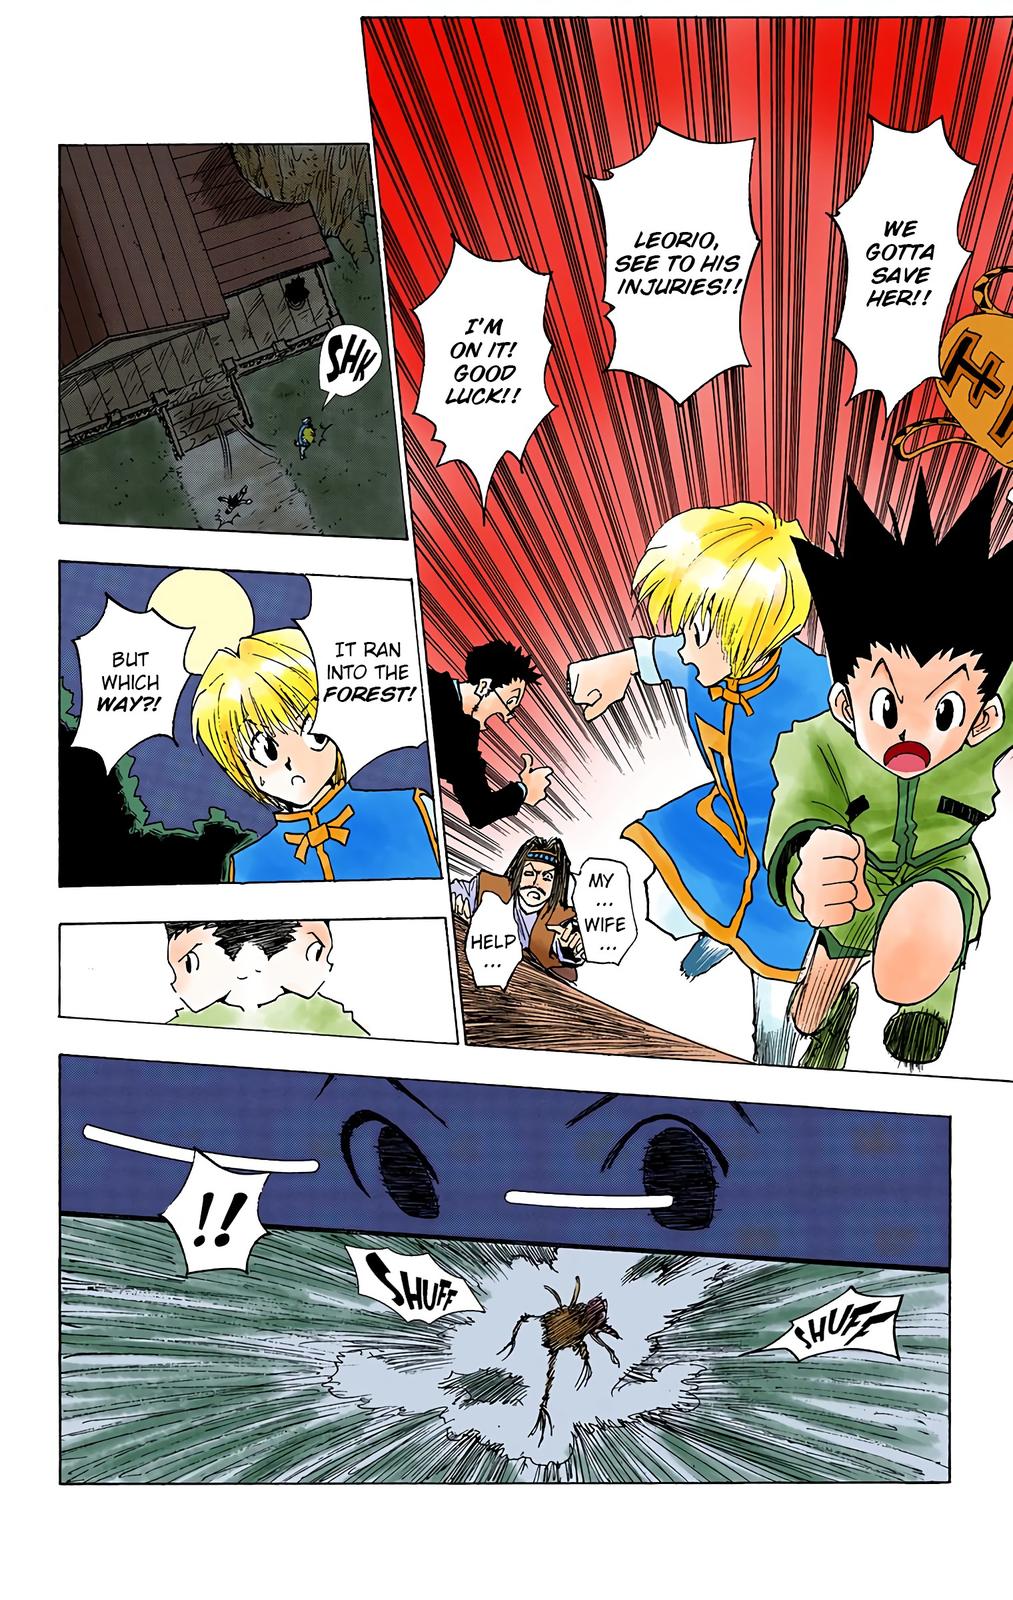 WE
GOTTA
SAVE
HER!!
LEORIO,
SEE TO HIS
INJURIES!!
I'M
ON IT!
GOOD
LUCK!!
MY
...
WIFE
...
HELP
...
SHK
IT RAN
INTO THE
FOREST!
BUT
WHICH
WAY?!
!!
SHUFF
SHUFF